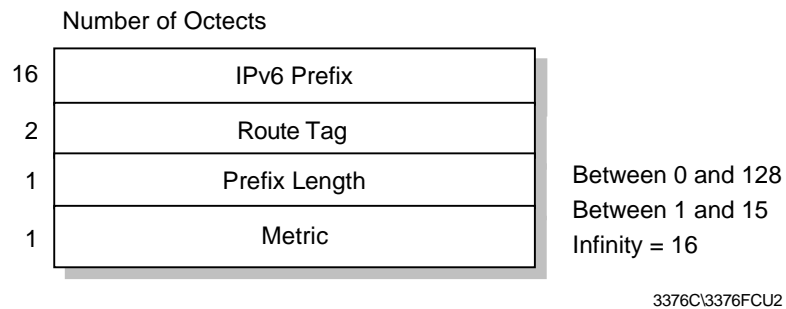 Number of Octects
16 IPv6 Prefix
2 Route Tag
1 Prefix Length Between 0 and 128
Between 1 and 15
1 Metric Infinity = 16
3376C\3376FCU2